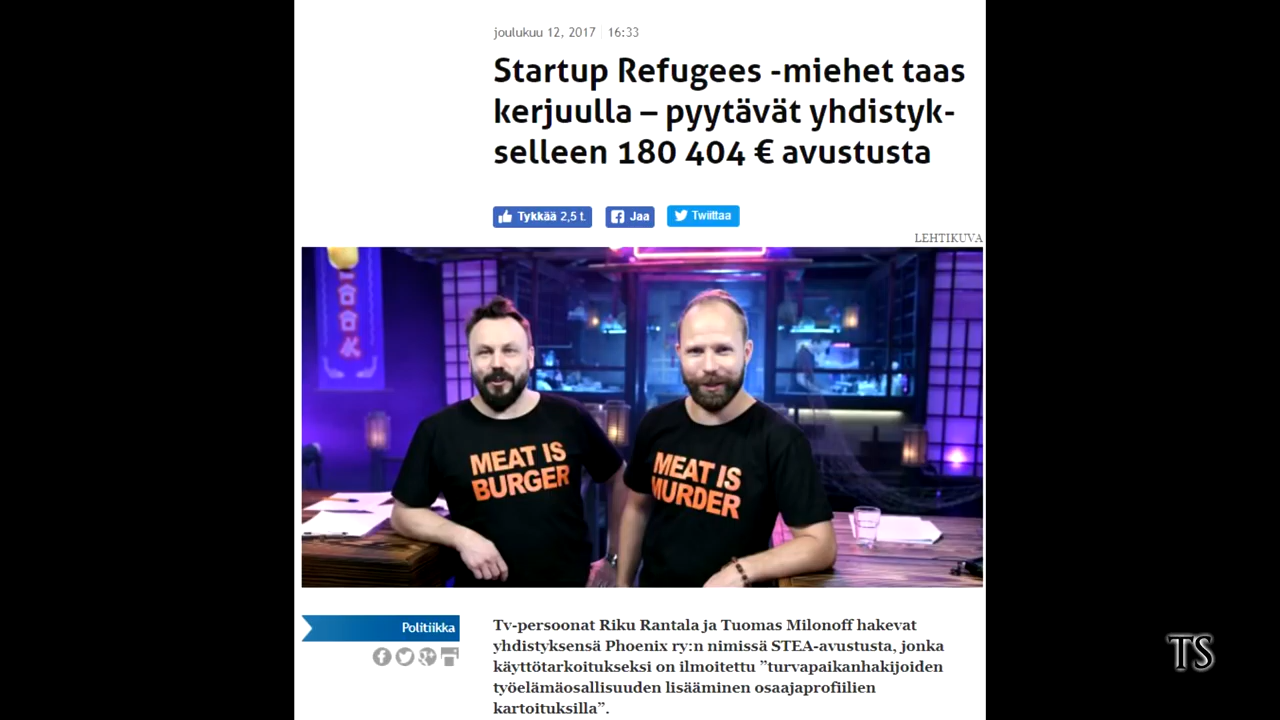 joulukuu 12, 2017 16:33
Startup Refugees -miehet taas
kerjuulla – pyytävät yhdistyk-
selleen 180 404 € avustusta
Tykkää 2,5 t. Jaa Twiittaa
LEHTIKUVA
MEAT IS
BURGER
MEAT IS
MURDER
Politiikka
Tv-persoonat Riku Rantala ja Tuomas Milonoff hakevat
yhdistyksensä Phoenix ry:n nimissä STEA-avustusta, jonka
käyttötarkoitukseksi on ilmoitettu ”turvapaikanhakijoiden
työelämäosallisuuden lisääminen osaajaprofiilien
kartoituksilla”.
TS